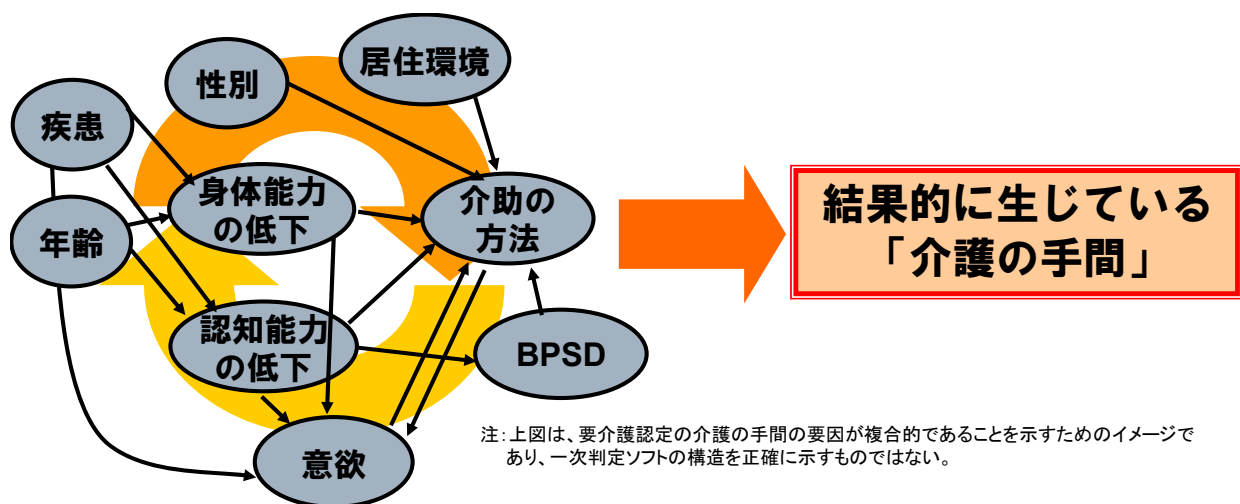 居住環境
性別
疾患
身体能力
の低下
介助の
方法
年齢
認知能力
の低下
BPSD
意欲
結果的に生じている
「介護の手間」
注：上図は、要介護認定の介護の手間の要因が複合的であることを示すためのイメージで
あり、一次判定ソフトの構造を正確に示すものではない。